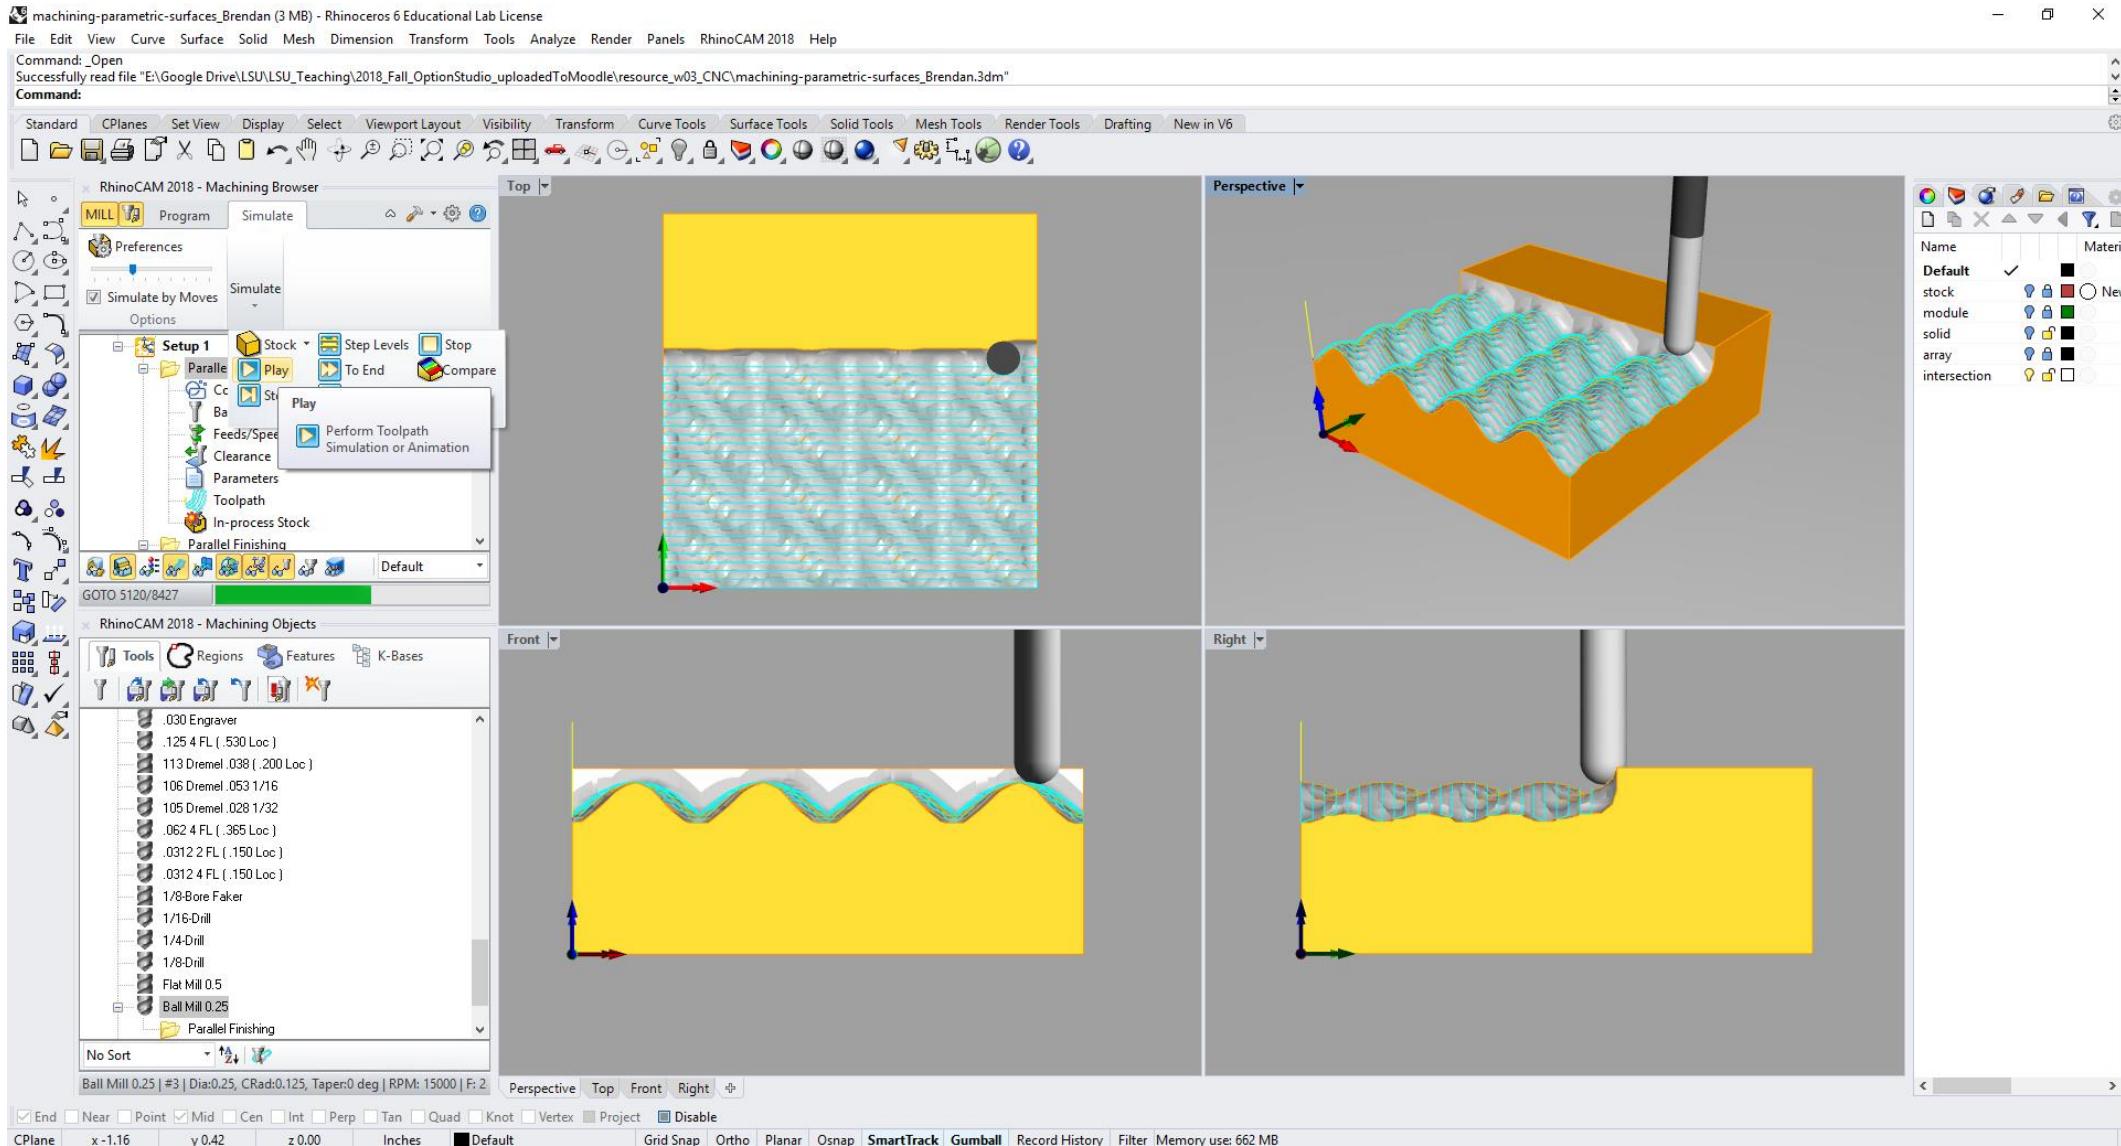 machining-parametric-surfaces_Brendan (3 MB) - Rhinoceros 6 Educational Lab License
File Edit View Curve Surface Solid Mesh Dimension Transform Tools Analyze Render Panels RhinoCAM 2018 Help
Command: _Open
Successfully read file "E:\Google Drive\LSU\LSU_Teaching\2018_Fall_OptionStudio_uploadedToMoodle\resource_w03_CNC\machining-parametric-surfaces_Brendan.3dm"
Command:
Standard CPlanes Set View Display Select Viewport Layout Visibility Transform Curve Tools Surface Tools Solid Tools Mesh Tools Render Tools Drafting New in V6
RhinoCAM 2018 - Machining Browser
MILL Program Simulate
Preferences
Simulate by Moves
Options
Simulate
Setup 1
Stock Step Levels Stop
Paralle Play To End Compare
Cc St
Ba
Play
Perform Toolpath
Simulation or Animation
Feeds/Spee
Clearance
Parameters
Toolpath
In-process Stock
Parallel Finishing
Default
GOTO 5120/8427
RhinoCAM 2018 - Machining Objects
Tools Regions Features K-Bases
.030 Engraver
.125 4 FL ( .530 Loc )
113 Dremel .038 ( .200 Loc )
106 Dremel .053 1/16
105 Dremel .028 1/32
.062 4 FL ( .365 Loc )
.0312 2 FL ( .150 Loc )
.0312 4 FL ( .150 Loc )
1/8-Bore Faker
1/16-Drill
1/4-Drill
1/8-Drill
Flat Mill 0.5
Ball Mill 0.25
Parallel Finishing
No Sort
Ball Mill 0.25 | #3 | Dia:0.25, CRad:0.125, Taper:0 deg | RPM: 15000 | F: 2
Top
Perspective
Front
Right
Name Materi
Default
stock Nev
module
solid
array
intersection
Perspective Top Front Right
End Near Point Mid Cen Int Perp Tan Quad Knot Vertex Project Disable
CPlane x -1.16 y 0.42 z 0.00 Inches Default Grid Snap Ortho Planar Osnap SmartTrack Gumball Record History Filter Memory use: 662 MB